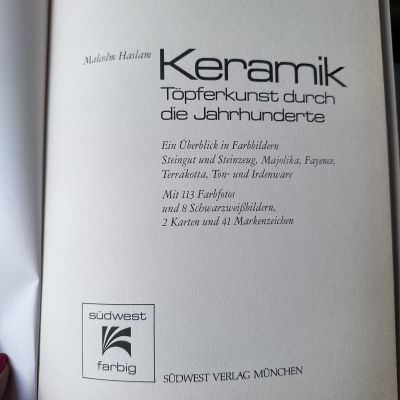 Malcolm Haslam
Keramik
Töpferkunst durch
die Jahrhunderte
Ein Überblick in Farbbildern
Steingut und Steinzeug, Majolika, Fayence,
Terrakotta, Ton- und Irdenware
Mit 113 Farbfotos
und 8 Schwarzweißbildern,
2 Karten und 41 Markenzeichen
südwest
farbig
SÜDWEST VERLAG MÜNCHEN